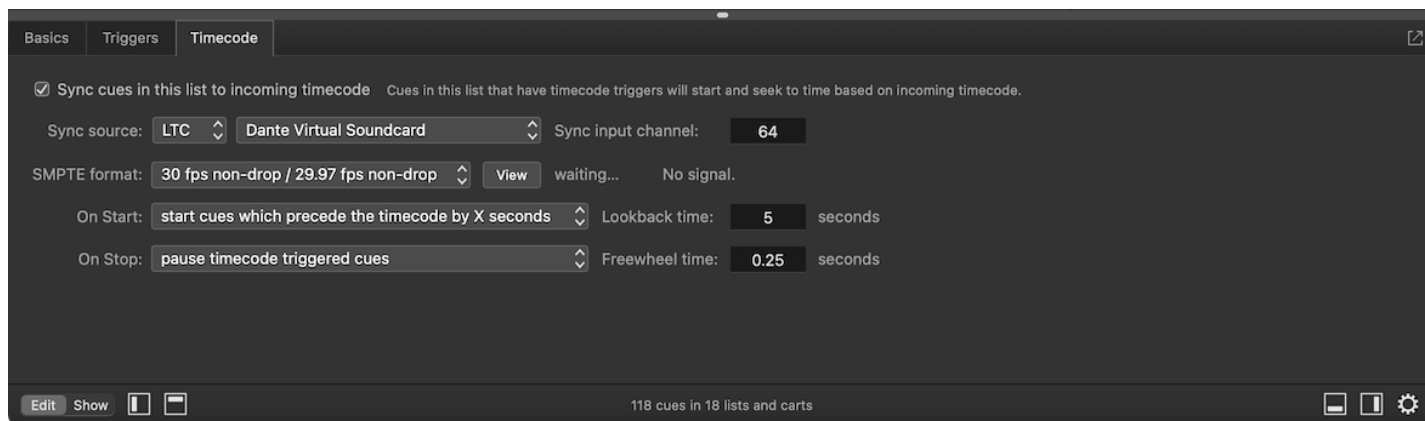 Basics Triggers Timecode
Sync cues in this list to incoming timecode Cues in this list that have timecode triggers will start and seek to time based on incoming timecode.
Sync source: LTC Dante Virtual Soundcard Sync input channel: 64
SMPTE format: 30 fps non-drop / 29.97 fps non-drop View waiting... No signal.
On Start: start cues which precede the timecode by X seconds Lookback time: 5 seconds
On Stop: pause timecode triggered cues Freewheel time: 0.25 seconds
Edit Show 118 cues in 18 lists and carts